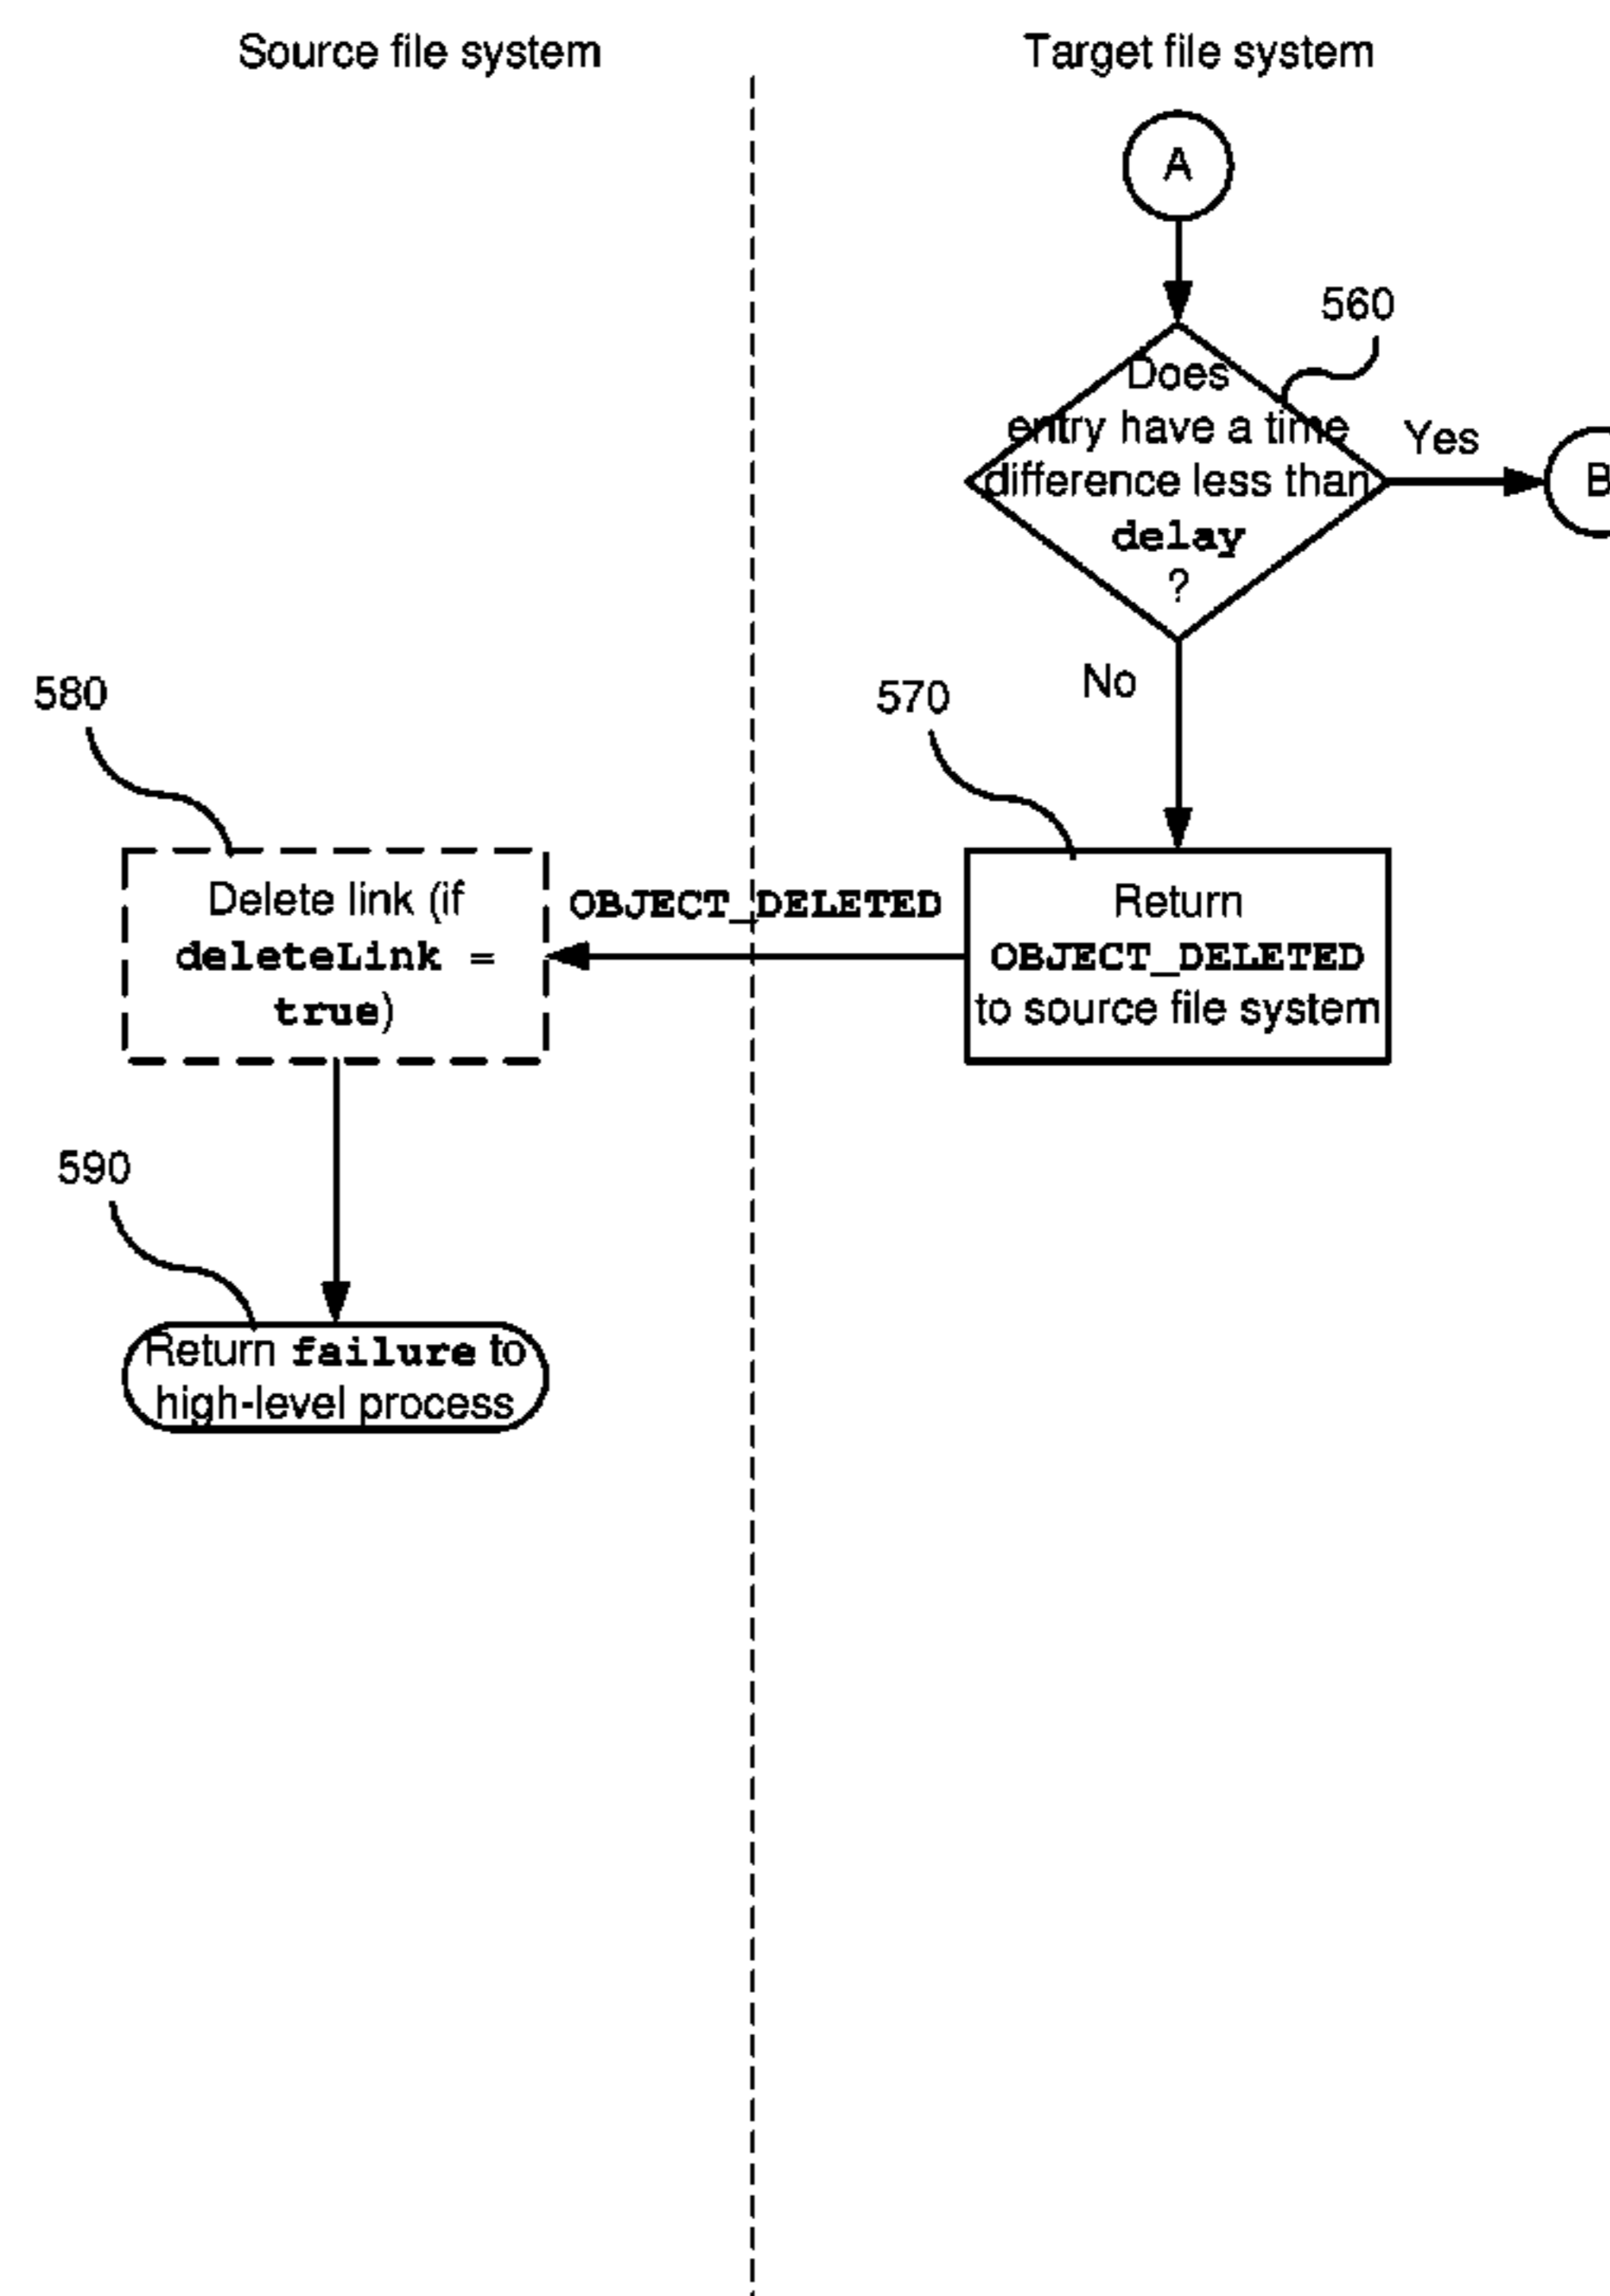 Source file system
Target file system
A
560
Does
entry have a time
difference less than
delay
?
Yes
B
No
580
570
Delete link (if
deleteLink =
true)
OBJECT_DELETED
Return
OBJECT_DELETED
to source file system
590
Return failure to
high-level process